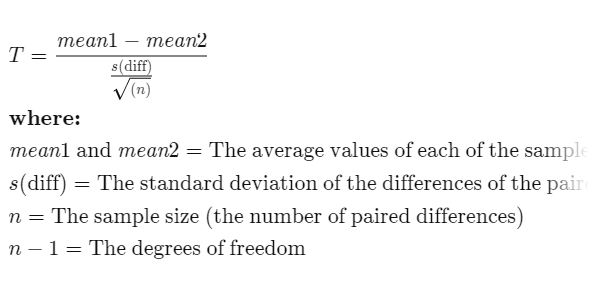 T = mean1 − mean2 / (s(diff) / √(n))
where:
mean1 and mean2 = The average values of each of the sample
s(diff) = The standard deviation of the differences of the pair
n = The sample size (the number of paired differences)
n − 1 = The degrees of freedom